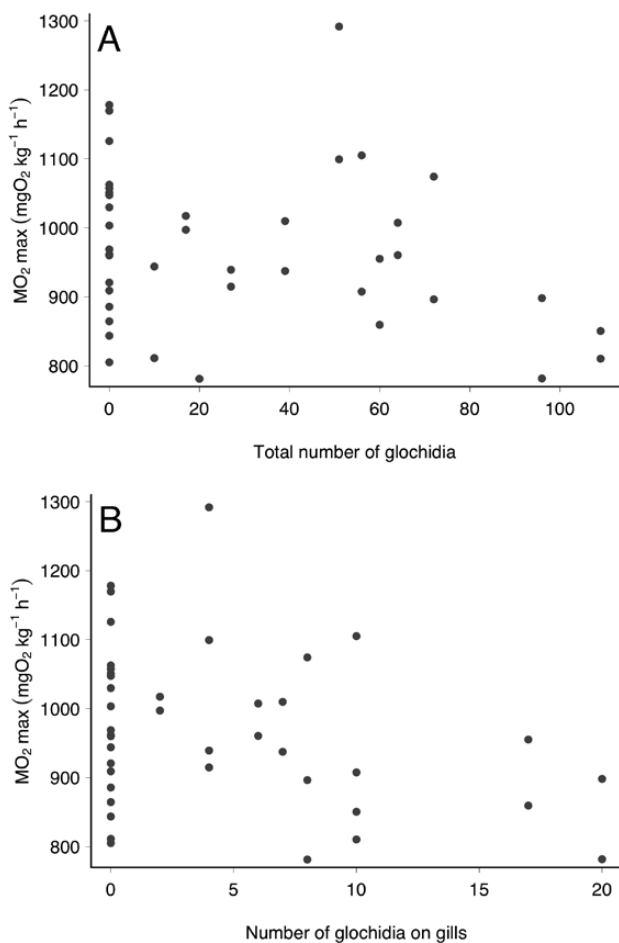 A
1300
1200
1100
1000
900
800
MO₂ max (mgO₂ kg⁻¹ h⁻¹)
0 20 40 60 80 100
Total number of glochidia
B
1300
1200
1100
1000
900
800
MO₂ max (mgO₂ kg⁻¹ h⁻¹)
0 5 10 15 20
Number of glochidia on gills